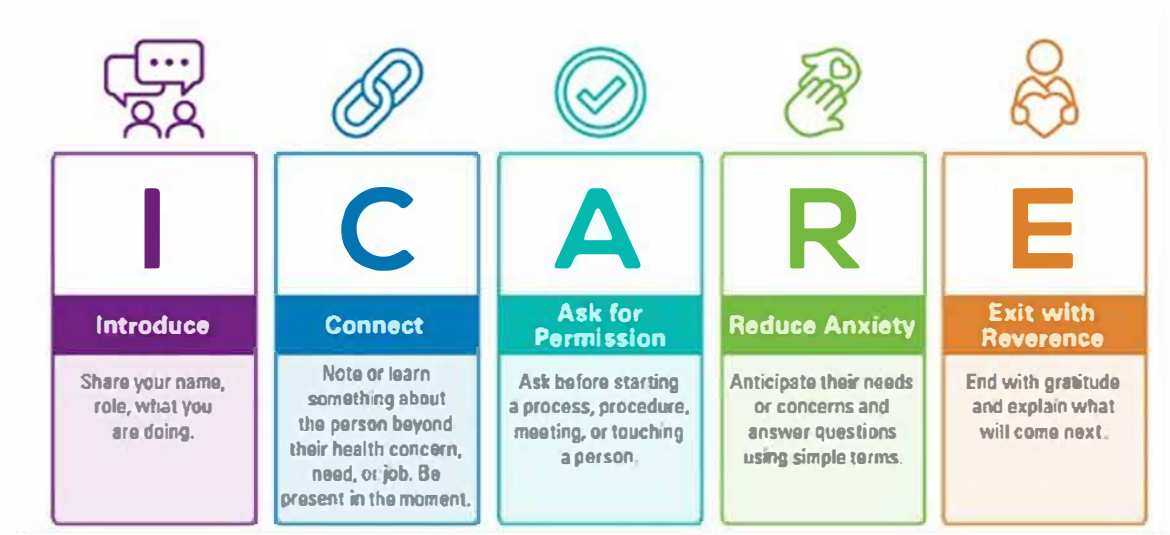 I
Introduce
Share your name,
role, what you
are doing.
C
Connect
Note or learn
something about
the person beyond
their health concern,
need, or job. Be
present in the moment.
A
Ask for
Permission
Ask before starting
a process, procedure,
meeting, or touching
a person.
R
Reduce Anxiety
Anticipate their needs
or concerns and
answer questions
using simple terms.
E
Exit with
Reverence
End with gratitude
and explain what
will come next.